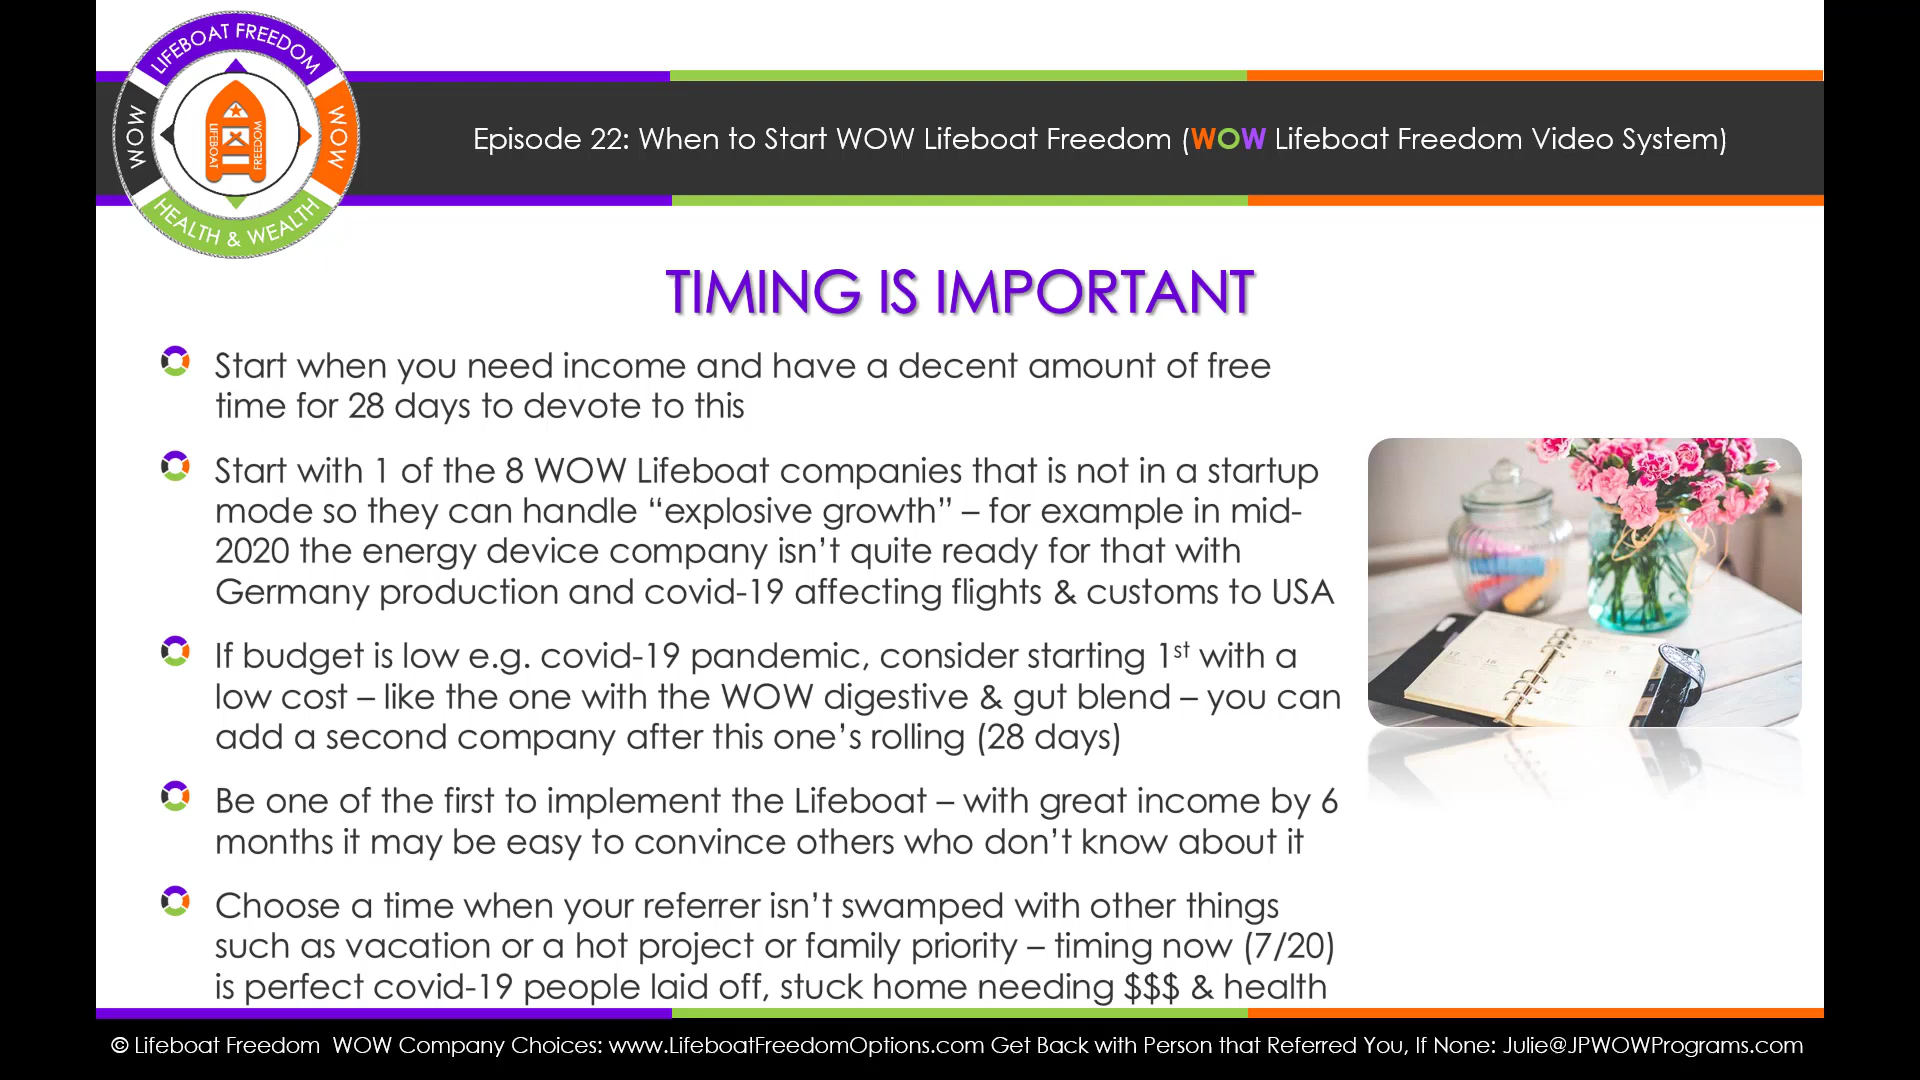 LIFEBOAT FREEDOM
WOW
WOW
LIFEBOAT
FREEDOM
HEALTH & WEALTH
Episode 22: When to Start WOW Lifeboat Freedom (WOW Lifeboat Freedom Video System)
TIMING IS IMPORTANT
Start when you need income and have a decent amount of free
time for 28 days to devote to this
Start with 1 of the 8 WOW Lifeboat companies that is not in a startup
mode so they can handle “explosive growth” – for example in mid-
2020 the energy device company isn’t quite ready for that with
Germany production and covid-19 affecting flights & customs to USA
If budget is low e.g. covid-19 pandemic, consider starting 1st with a
low cost – like the one with the WOW digestive & gut blend – you can
add a second company after this one’s rolling (28 days)
Be one of the first to implement the Lifeboat – with great income by 6
months it may be easy to convince others who don’t know about it
Choose a time when your referrer isn’t swamped with other things
such as vacation or a hot project or family priority – timing now (7/20)
is perfect covid-19 people laid off, stuck home needing $$$ & health
© Lifeboat Freedom  WOW Company Choices: www.LifeboatFreedomOptions.com Get Back with Person that Referred You, If None: Julie@JPWOWPrograms.com